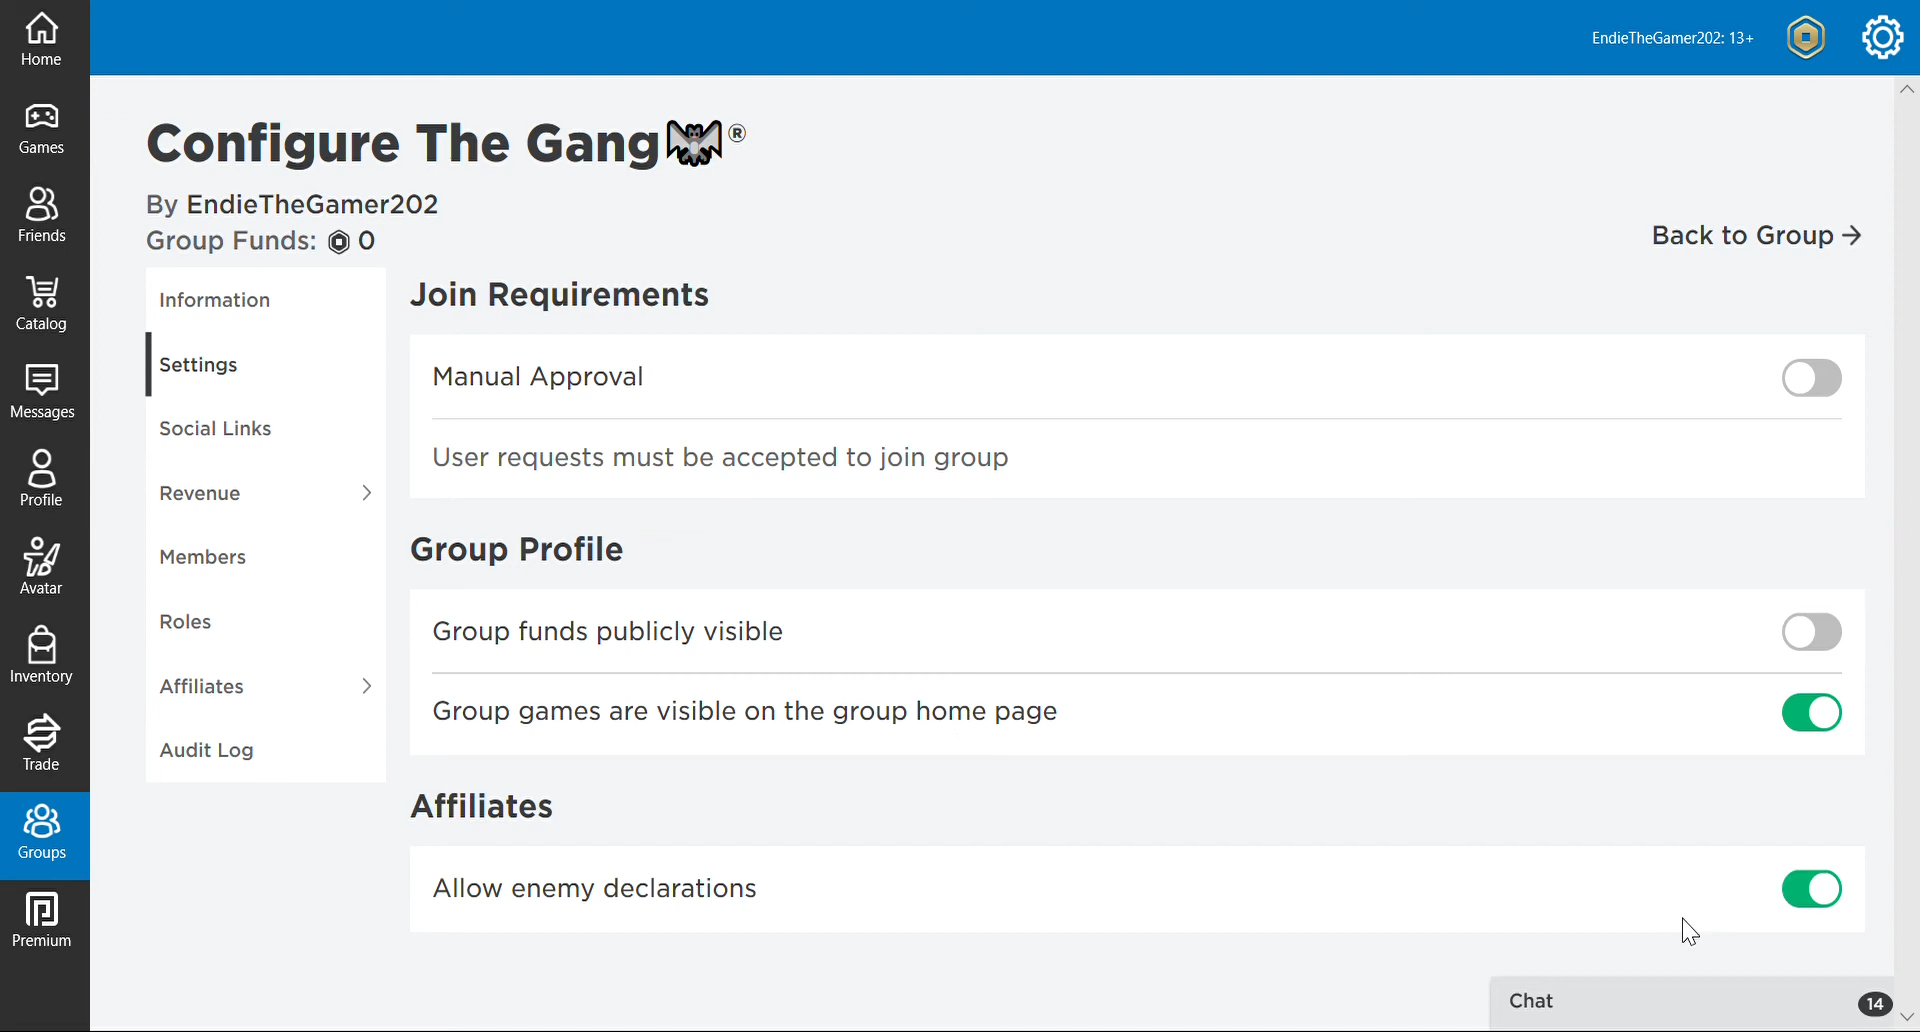 Home
Games
Friends
Catalog
Messages
Profile
Avatar
Inventory
Trade
Groups
Premium
EndieTheGamer202: 13+
Configure The Gang ®
By EndieTheGamer202
Group Funds: 0
Back to Group
Information
Settings
Social Links
Revenue
Members
Roles
Affiliates
Audit Log
Join Requirements
Manual Approval
User requests must be accepted to join group
Group Profile
Group funds publicly visible
Group games are visible on the group home page
Affiliates
Allow enemy declarations
Chat 14